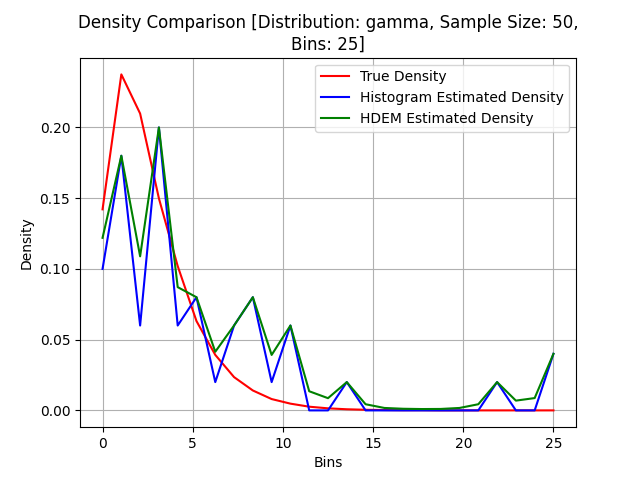 Density Comparison [Distribution: gamma, Sample Size: 50,
Bins: 25]
True Density
Histogram Estimated Density
HDEM Estimated Density
Density
0.20
0.15
0.10
0.05
0.00
0 5 10 15 20 25
Bins